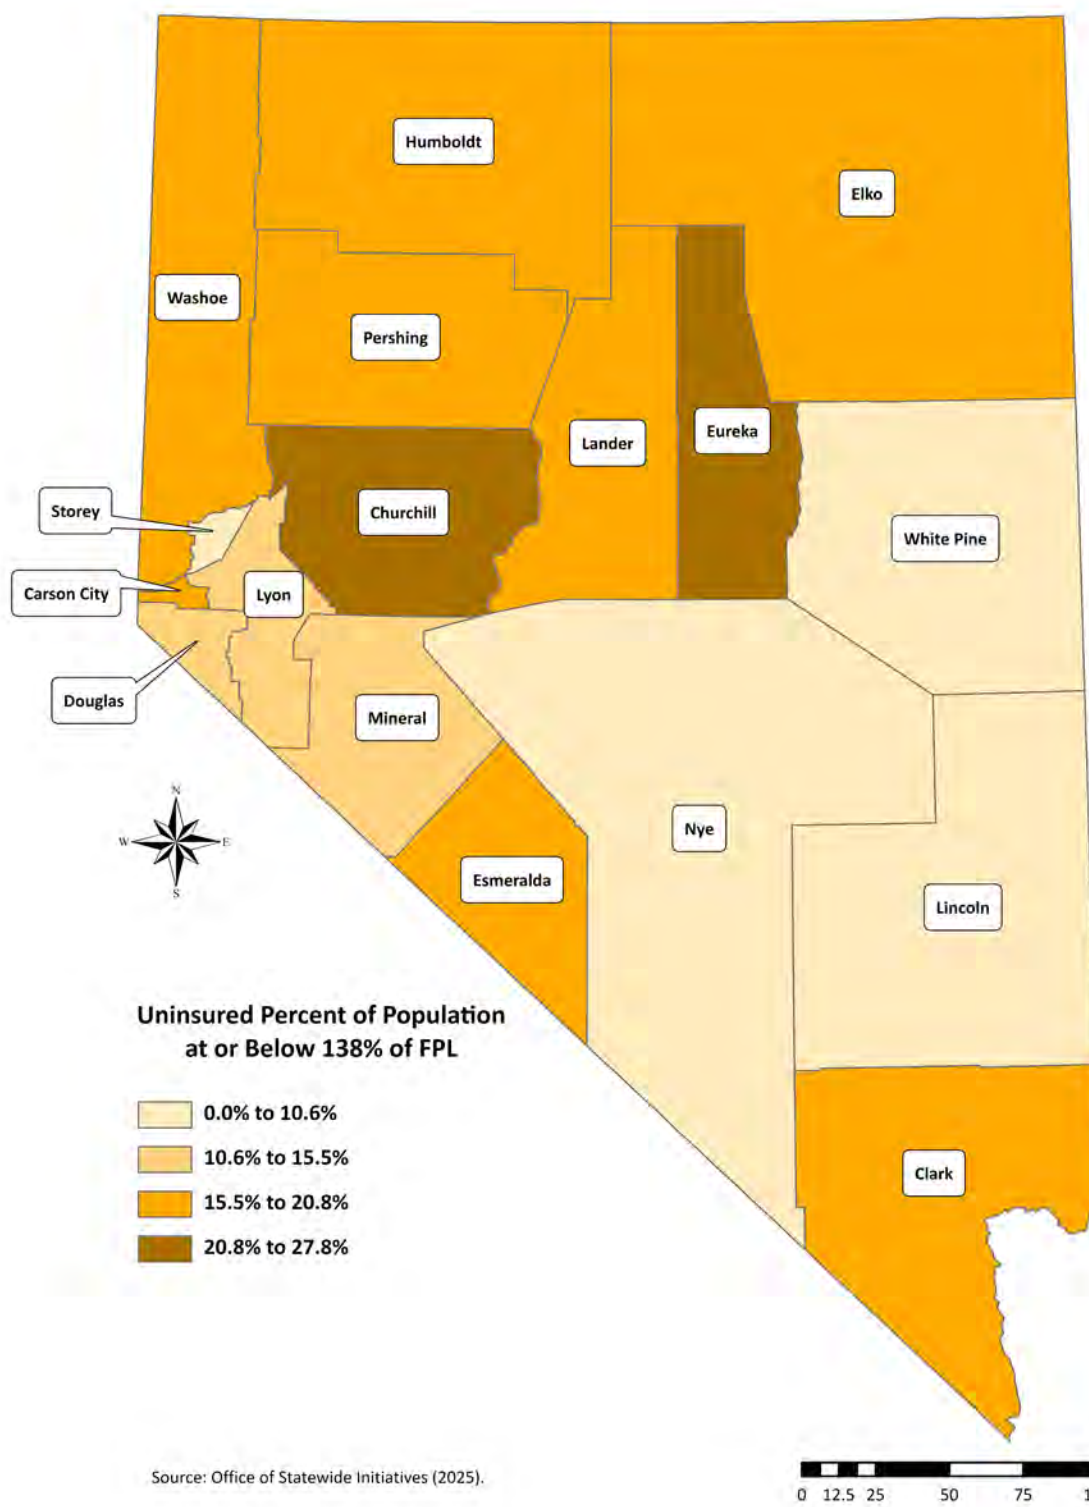 Humboldt
Elko
Washoe
Pershing
Eureka
Lander
Storey
Churchill
White Pine
Carson City
Lyon
Douglas
Mineral
N
W
E
S
Nye
Esmeralda
Lincoln
Uninsured Percent of Population
at or Below 138% of FPL
0.0% to 10.6%
10.6% to 15.5%
15.5% to 20.8%
20.8% to 27.8%
Clark
Source: Office of Statewide Initiatives (2025).
0 12.5 25 50 75